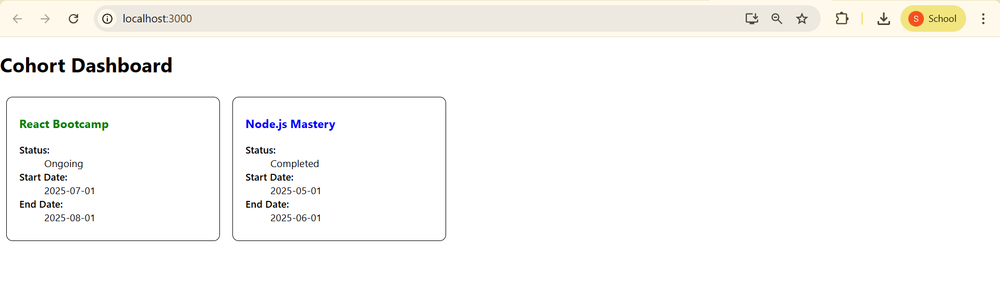 localhost:3000
S School
Cohort Dashboard
React Bootcamp
Status:
Ongoing
Start Date:
2025-07-01
End Date:
2025-08-01
Node.js Mastery
Status:
Completed
Start Date:
2025-05-01
End Date:
2025-06-01